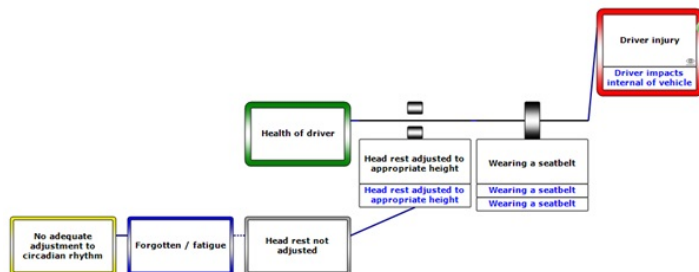 Driver injury
Driver impacts
internal of vehicle
Health of driver
Head rest adjusted to
appropriate height
Head rest adjusted to
appropriate height
Wearing a seatbelt
Wearing a seatbelt
Wearing a seatbelt
No adequate
adjustment to
circadian rhythm
Forgotten / fatigue
Head rest not
adjusted